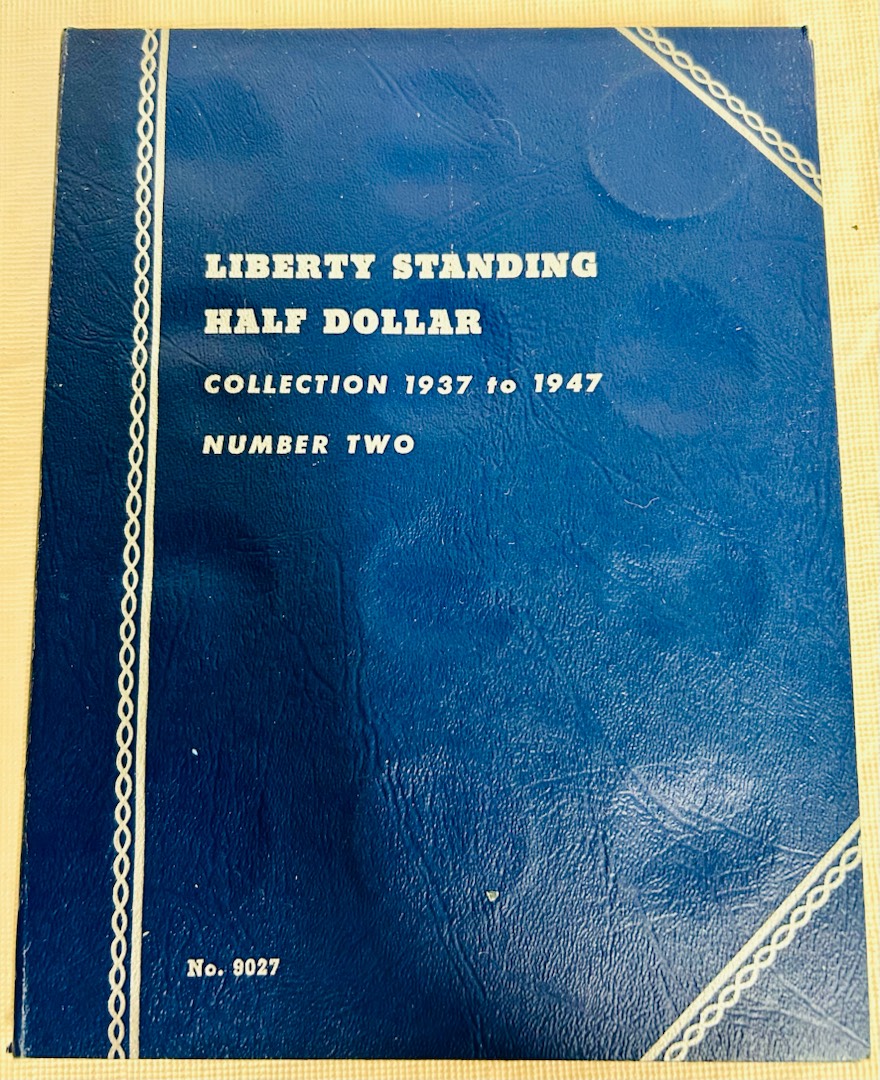 LIBERTY STANDING
HALF DOLLAR
COLLECTION 1937 to 1947
NUMBER TWO
No. 9027